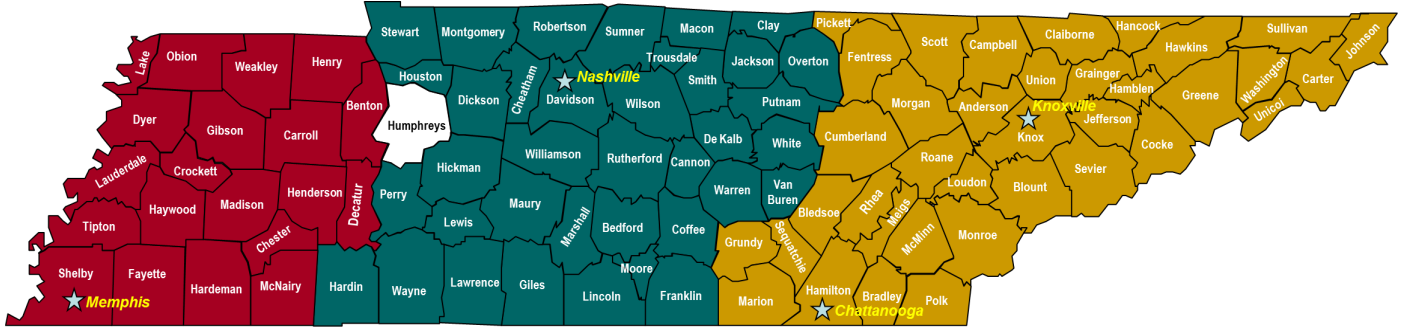 Lake
Obion
Weakley
Henry
Stewart
Montgomery
Robertson
Sumner
Macon
Clay
Pickett
Fentress
Scott
Campbell
Claiborne
Hancock
Hawkins
Sullivan
Johnson
Houston
Benton
Dickson
Cheatham
Nashville
Davidson
Trousdale
Wilson
Smith
Jackson
Overton
Putnam
Morgan
Anderson
Union
Grainger
Hamblen
Knoxville
Knox
Jefferson
Greene
Washington
Unicoi
Carter
Dyer
Gibson
Carroll
Humphreys
Williamson
Rutherford
De Kalb
Cannon
White
Cumberland
Roane
Loudon
Blount
Sevier
Cocke
Lauderdale
Crockett
Haywood
Madison
Henderson
Decatur
Perry
Hickman
Lewis
Maury
Marshall
Bedford
Coffee
Warren
Van
Buren
Bledsoe
Rhea
Meigs
McMinn
Monroe
Tipton
Chester
Grundy
Sequatchie
Shelby
Memphis
Fayette
Hardeman
McNairy
Hardin
Wayne
Lawrence
Giles
Moore
Lincoln
Franklin
Marion
Hamilton
Chattanooga
Bradley
Polk